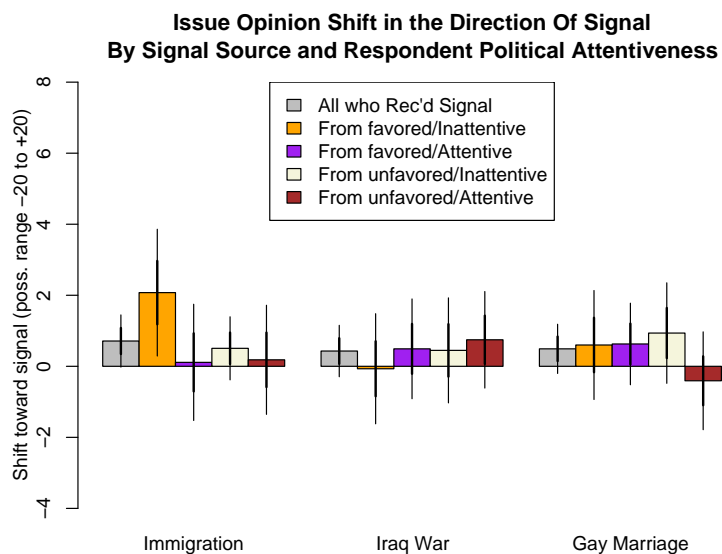 Issue Opinion Shift in the Direction Of Signal
By Signal Source and Respondent Political Attentiveness
Shift toward signal (poss. range −20 to +20)
8
6
4
2
0
−2
−4
All who Rec'd Signal
From favored/Inattentive
From favored/Attentive
From unfavored/Inattentive
From unfavored/Attentive
Immigration
Iraq War
Gay Marriage